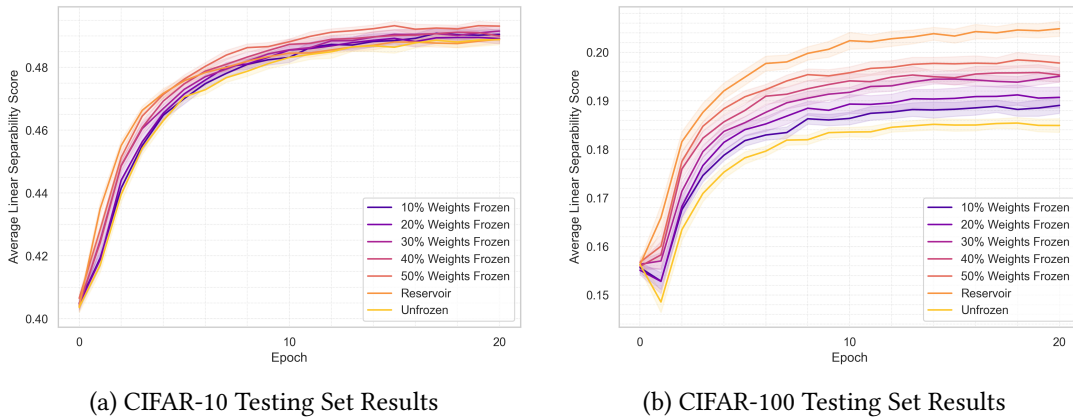 Average Linear Separability Score
0.48
0.46
0.44
0.42
0.40
0
10
20
Epoch
10% Weights Frozen
20% Weights Frozen
30% Weights Frozen
40% Weights Frozen
50% Weights Frozen
Reservoir
Unfrozen
(a) CIFAR-10 Testing Set Results
Average Linear Separability Score
0.20
0.19
0.18
0.17
0.16
0.15
0
10
20
Epoch
10% Weights Frozen
20% Weights Frozen
30% Weights Frozen
40% Weights Frozen
50% Weights Frozen
Reservoir
Unfrozen
(b) CIFAR-100 Testing Set Results